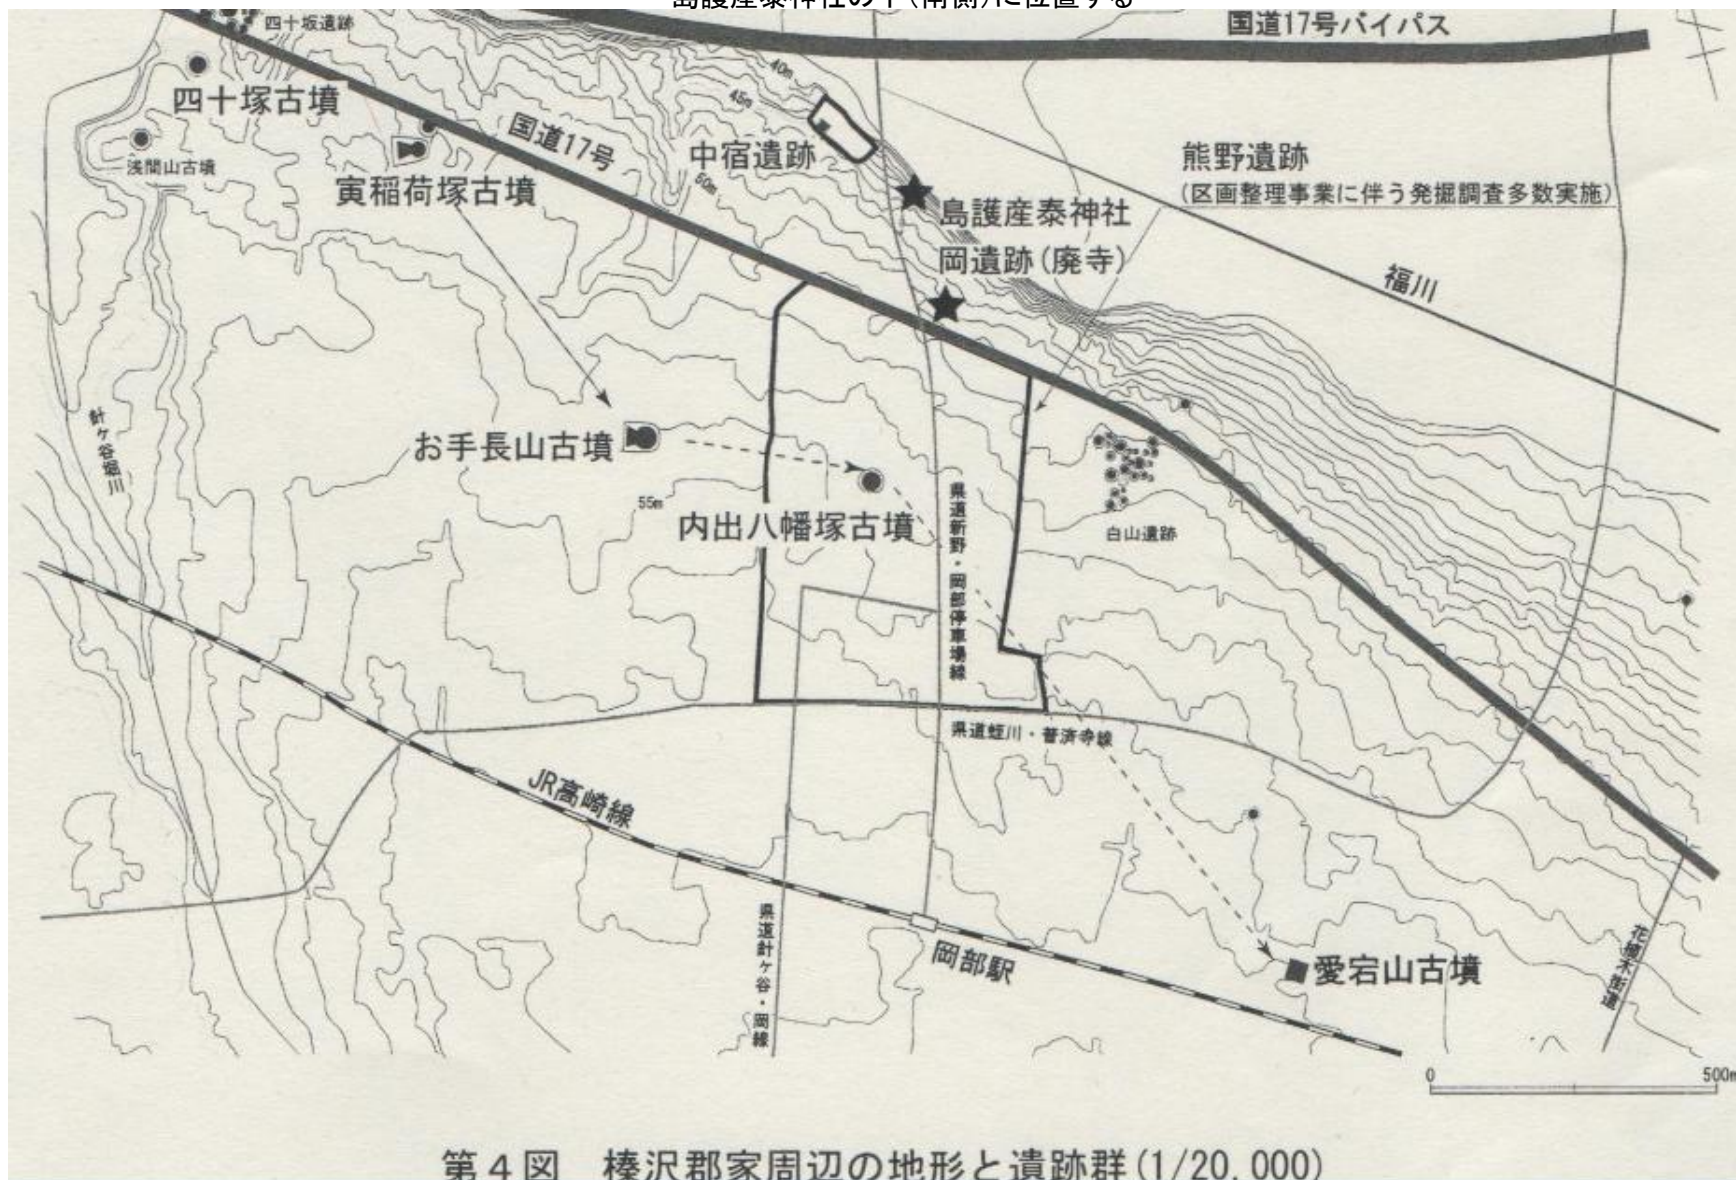 島護産泰神社の下(南側)に位置する
国道17号バイパス
四十坂遺跡
四十塚古墳
浅間山古墳
寅稲荷塚古墳
国道17号
40m
45m
50m
中宿遺跡
島護産泰神社
岡遺跡(廃寺)
熊野遺跡
(区画整理事業に伴う発掘調査多数実施)
福川
針ヶ谷堀川
お手長山古墳
55m
内出八幡塚古墳
県道新野・岡部停車場線
白山遺跡
県道蛭川・普済寺線
JR高崎線
県道針ヶ谷・岡線
岡部駅
愛宕山古墳
花植木街道
0
500m
第4図 榛沢郡家周辺の地形と遺跡群(1/20,000)